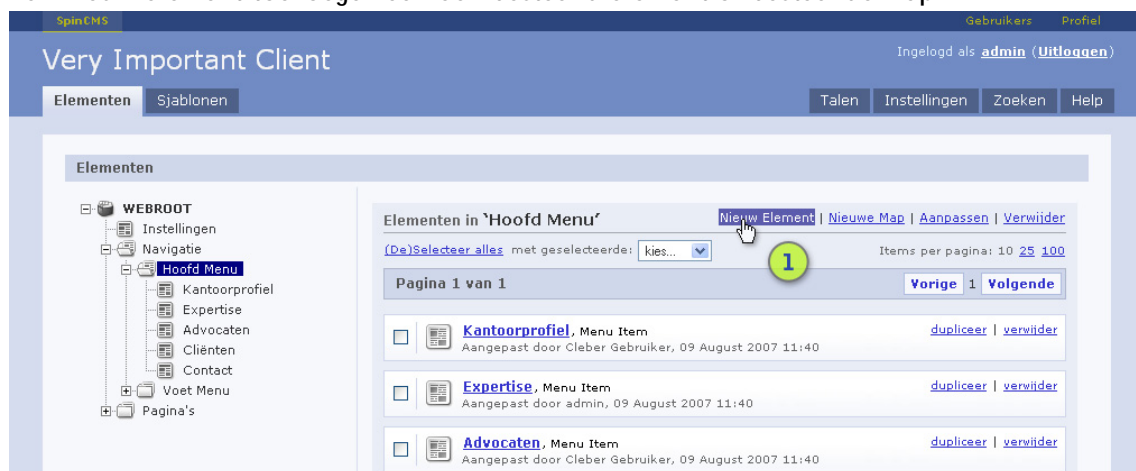 SpinCMS Gebruikers Profiel
Very Important Client
Ingelogd als admin (Uitloggen)
Elementen Sjablonen Talen Instellingen Zoeken Help
Elementen
WEBROOT
Instellingen
Navigatie
Hoofd Menu
Kantoorprofiel
Expertise
Advocaten
Cliënten
Contact
Voet Menu
Pagina's
Elementen in 'Hoofd Menu' Nieuw Element | Nieuwe Map | Aanpassen | Verwijder
(De)Selecteer alles met geselecteerde: kies... Items per pagina: 10 25 100
1
Pagina 1 van 1 Vorige 1 Volgende
Kantoorprofiel, Menu Item dupliceer | verwijder
Aangepast door Cleber Gebruiker, 09 August 2007 11:40
Expertise, Menu Item dupliceer | verwijder
Aangepast door admin, 09 August 2007 11:40
Advocaten, Menu Item dupliceer | verwijder
Aangepast door Cleber Gebruiker, 09 August 2007 11:40